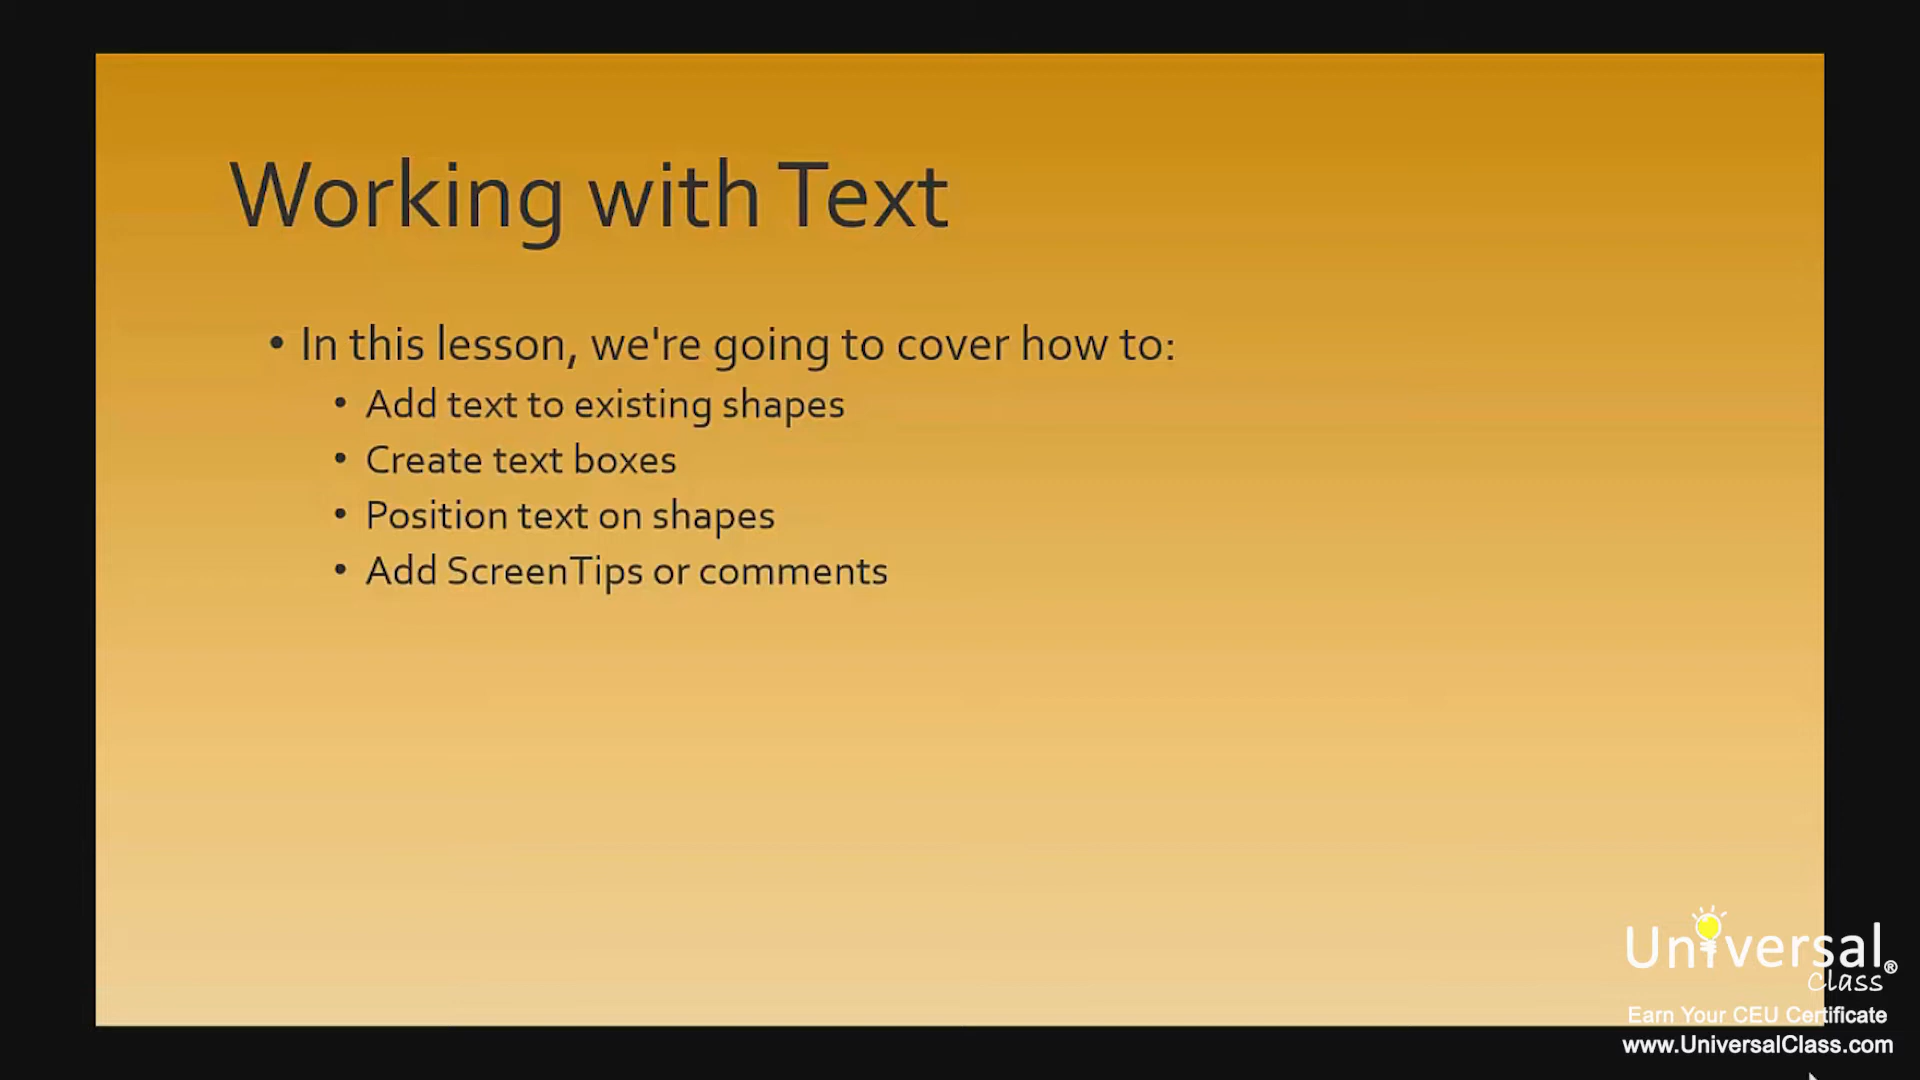 Working with Text
• In this lesson, we're going to cover how to:
• Add text to existing shapes
• Create text boxes
• Position text on shapes
• Add ScreenTips or comments
Universal®
Class
Earn Your CEU Certificate
www.UniversalClass.com